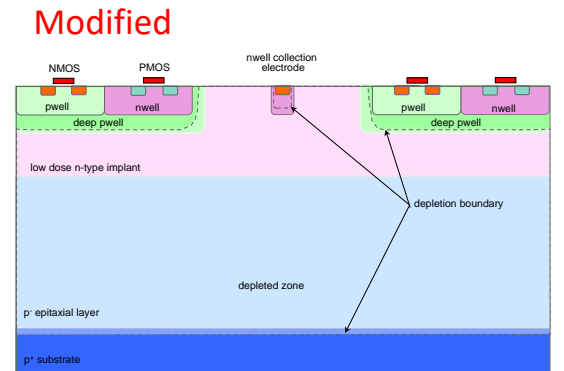 Modified
NMOS
PMOS
nwell collection
electrode
pwell
nwell
deep pwell
pwell
nwell
deep pwell
low dose n-type implant
depletion boundary
depleted zone
p⁻ epitaxial layer
p⁺ substrate